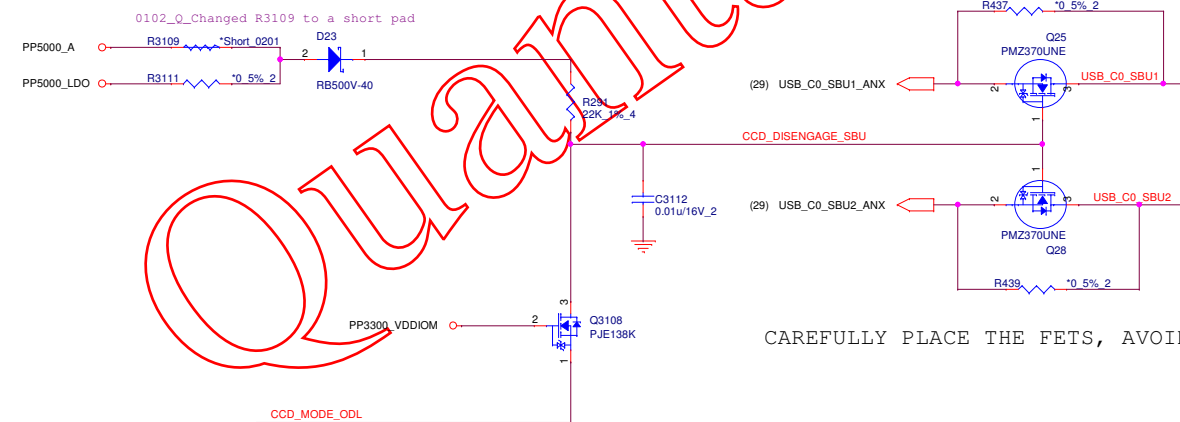 0102_Q_Changed R3109 to a short pad
PP5000_A
R3109
*Short_0201
D23
2
1
RB500V-40
PP5000_LDO
R3111
*0_5%_2
R291
22K_1%_4
CCD_DISENGAGE_SBU
C3112
0.01u/16V_2
PP3300_VDDIOM
2
3
1
Q3108
PJE138K
CCD_MODE_ODL
R437
*0_5%_2
Q25
PMZ370UNE
(29)
USB_C0_SBU1_ANX
2
3
1
USB_C0_SBU1
(29)
USB_C0_SBU2_ANX
2
3
1
USB_C0_SBU2
PMZ370UNE
Q28
R439
*0_5%_2
CAREFULLY PLACE THE FETS,
Quant